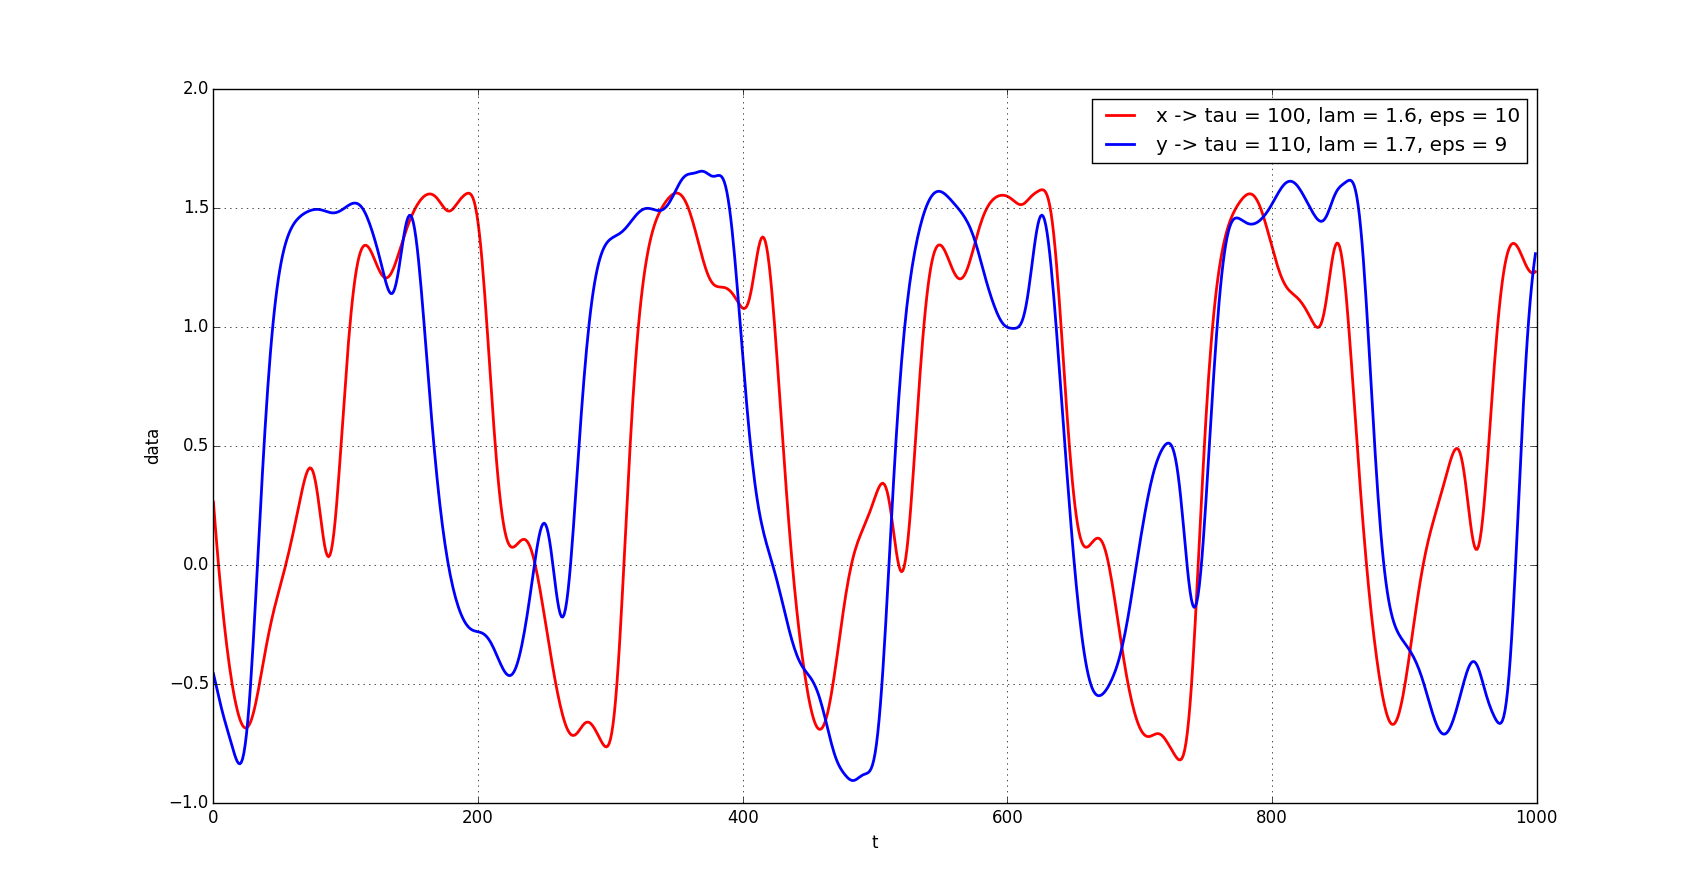 2.0
x -> tau = 100, lam = 1.6, eps = 10
y -> tau = 110, lam = 1.7, eps = 9
1.5
1.0
0.5
data
0.0
−0.5
−1.0
0 200 400 600 800 1000
t